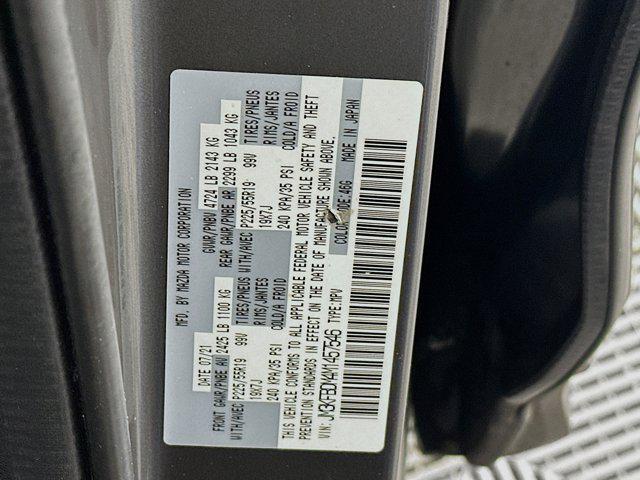 MFD. BY MAZDA MOTOR CORPORATION
DATE 07/21 GVWR/PNBV 4724 LB 2143 KG
FRONT GAWR/PNBE AV 2425 LB 1100 KG REAR GAWR/PNBE AR 2299 LB 1043 KG
WITH/AVEC P225/55R19 99V TIRES/PNEUS WITH/AVEC P225/55R19 99V TIRES/PNEUS
19X7J RIMS/JANTES 19X7J RIMS/JANTES
240 KPA/35 PSI COLD/A FROID 240 KPA/35 PSI COLD/A FROID
THIS VEHICLE CONFORMS TO ALL APPLICABLE FEDERAL MOTOR VEHICLE SAFETY AND THEFT
PREVENTION STANDARDS IN EFFECT ON THE DATE OF MANUFACTURE SHOWN ABOVE.
VIN: TYPE:MPV CODE: 46G MADE IN JAPAN